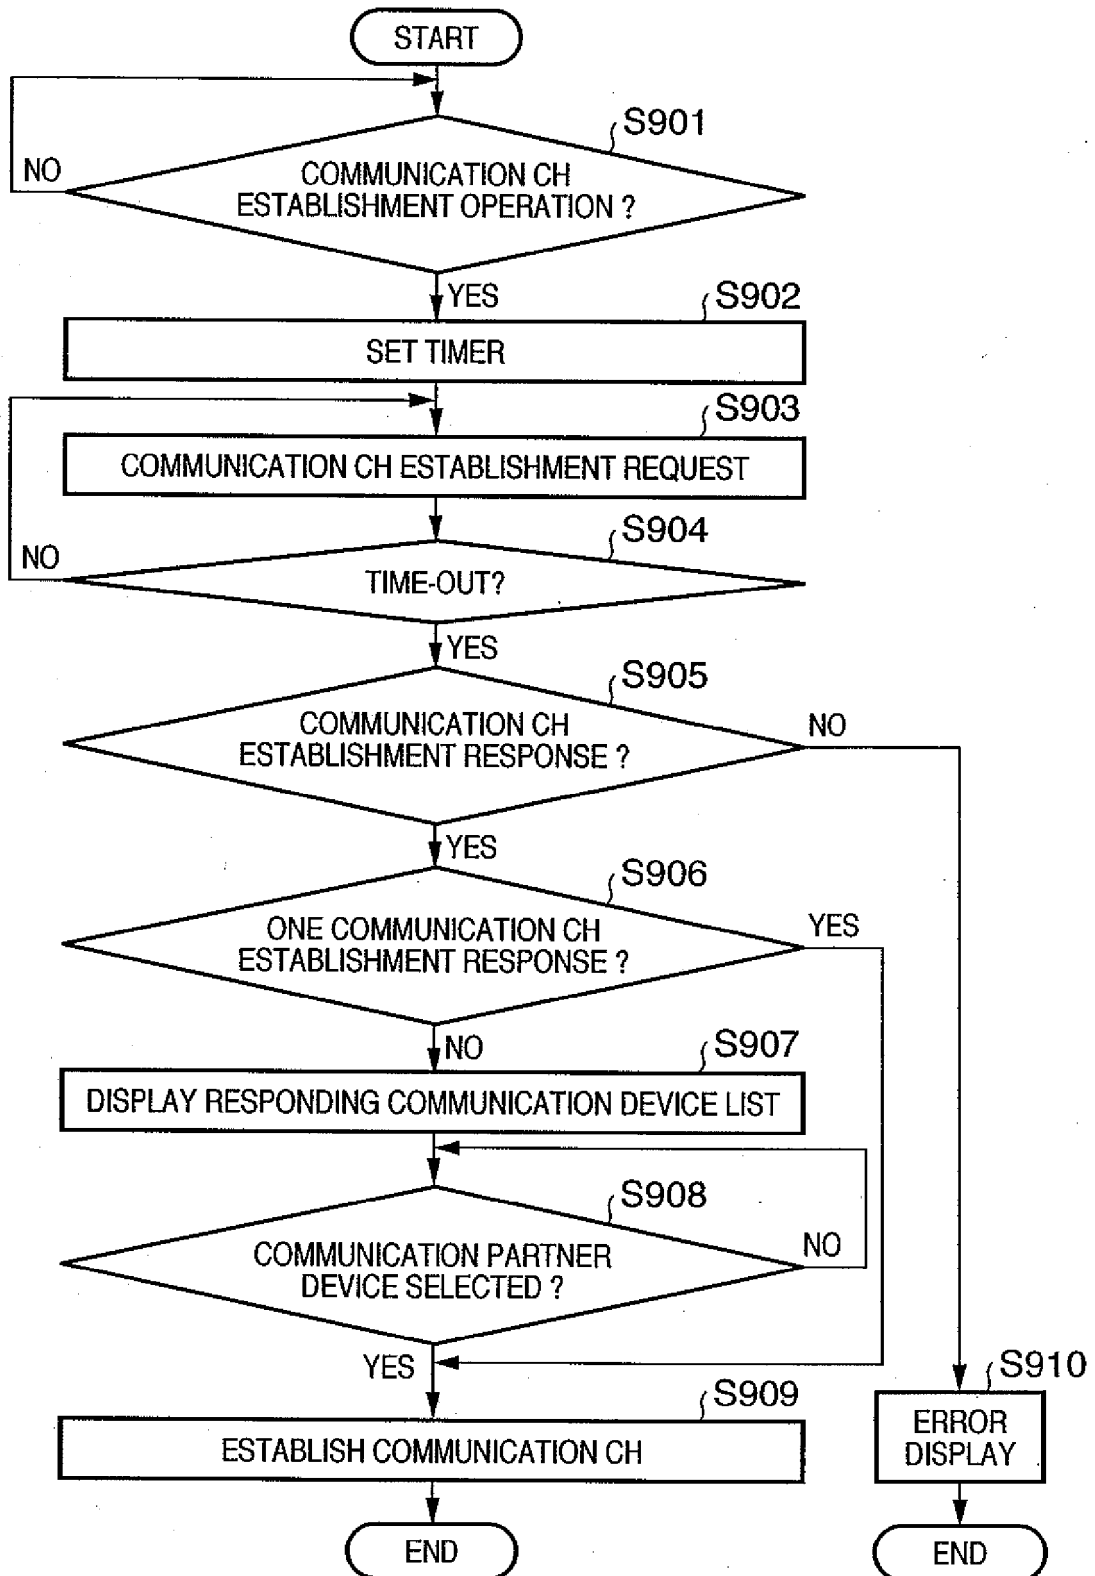 START
S901
NO
COMMUNICATION CH
ESTABLISHMENT OPERATION ?
YES
S902
SET TIMER
S903
COMMUNICATION CH ESTABLISHMENT REQUEST
S904
NO
TIME-OUT?
YES
S905
COMMUNICATION CH
ESTABLISHMENT RESPONSE ?
NO
YES
S906
ONE COMMUNICATION CH
ESTABLISHMENT RESPONSE ?
YES
NO
S907
DISPLAY RESPONDING COMMUNICATION DEVICE LIST
S908
COMMUNICATION PARTNER
DEVICE SELECTED ?
NO
YES
S909
ESTABLISH COMMUNICATION CH
END
S910
ERROR
DISPLAY
END